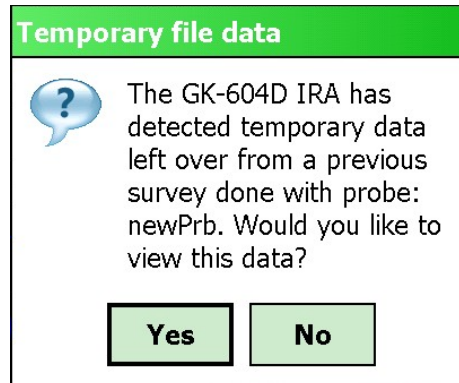 Temporary file data
?
The GK-604D IRA has
detected temporary data
left over from a previous
survey done with probe:
newPrb. Would you like to
view this data?
Yes No